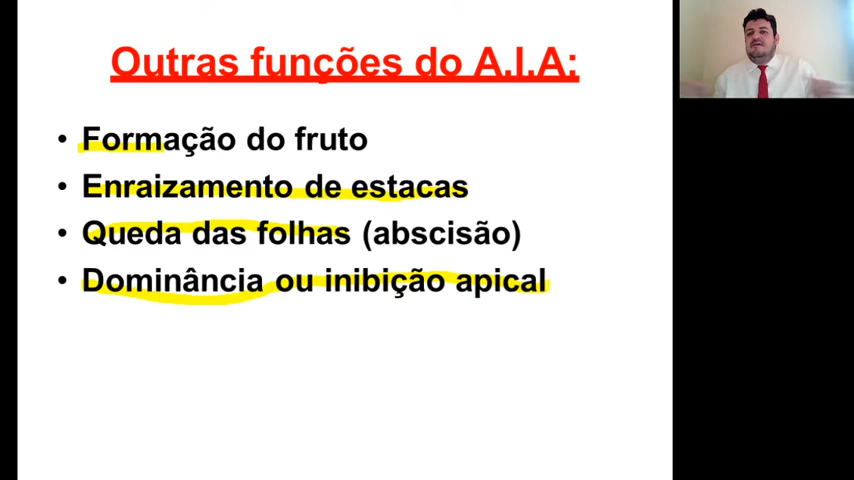 Outras funções do A.I.A:
• Formação do fruto
• Enraizamento de estacas
• Queda das folhas (abscisão)
• Dominância ou inibição apical